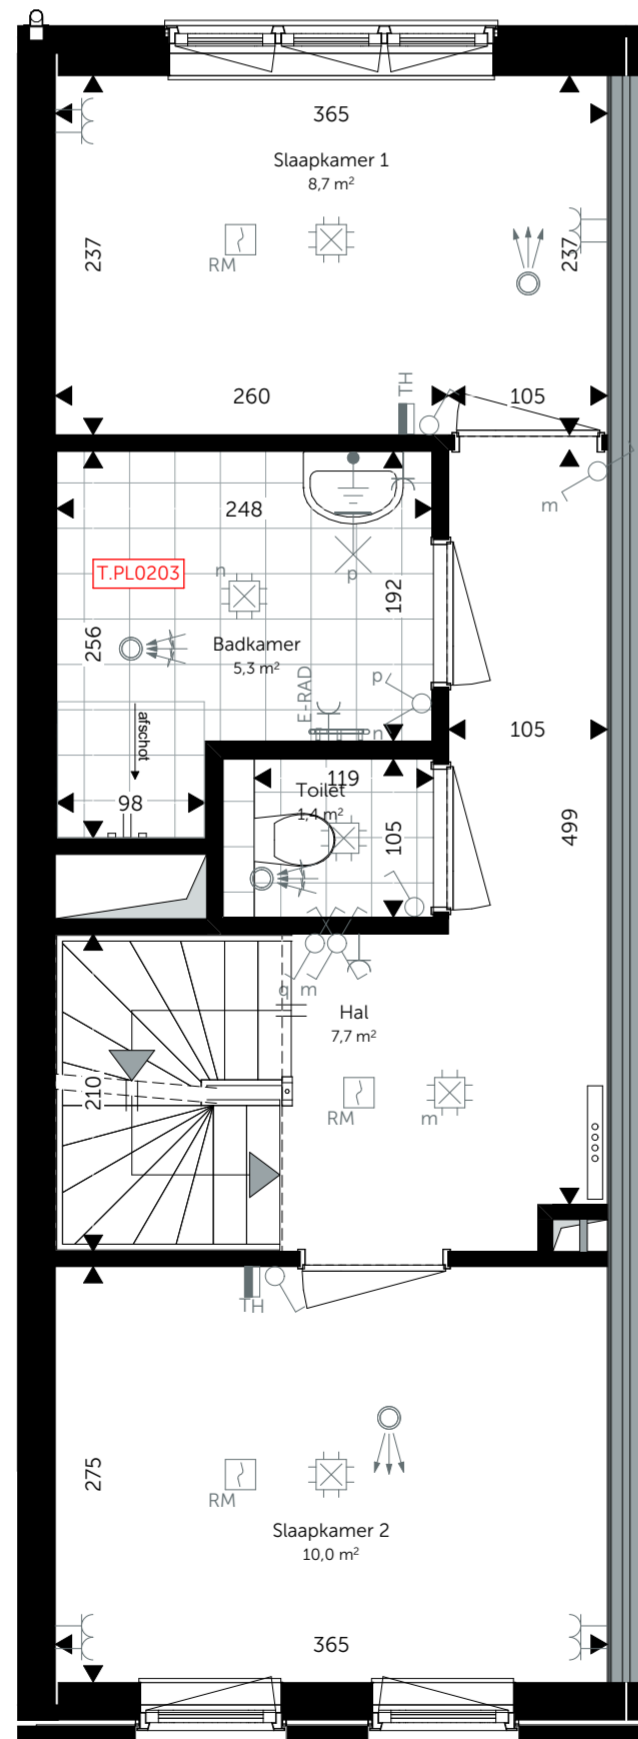 365
Slaapkamer 1
8,7 m²
237
237
RM
TH
260
105
m
248
T.PL0203
n
p
192
256
Badkamer
5,3 m²
p
E-RAD
n
105
afschot
98
119
Toilet
1,4 m²
105
499
q
m
Hal
7,7 m²
210
RM
m
TH
275
RM
Slaapkamer 2
10,0 m²
365